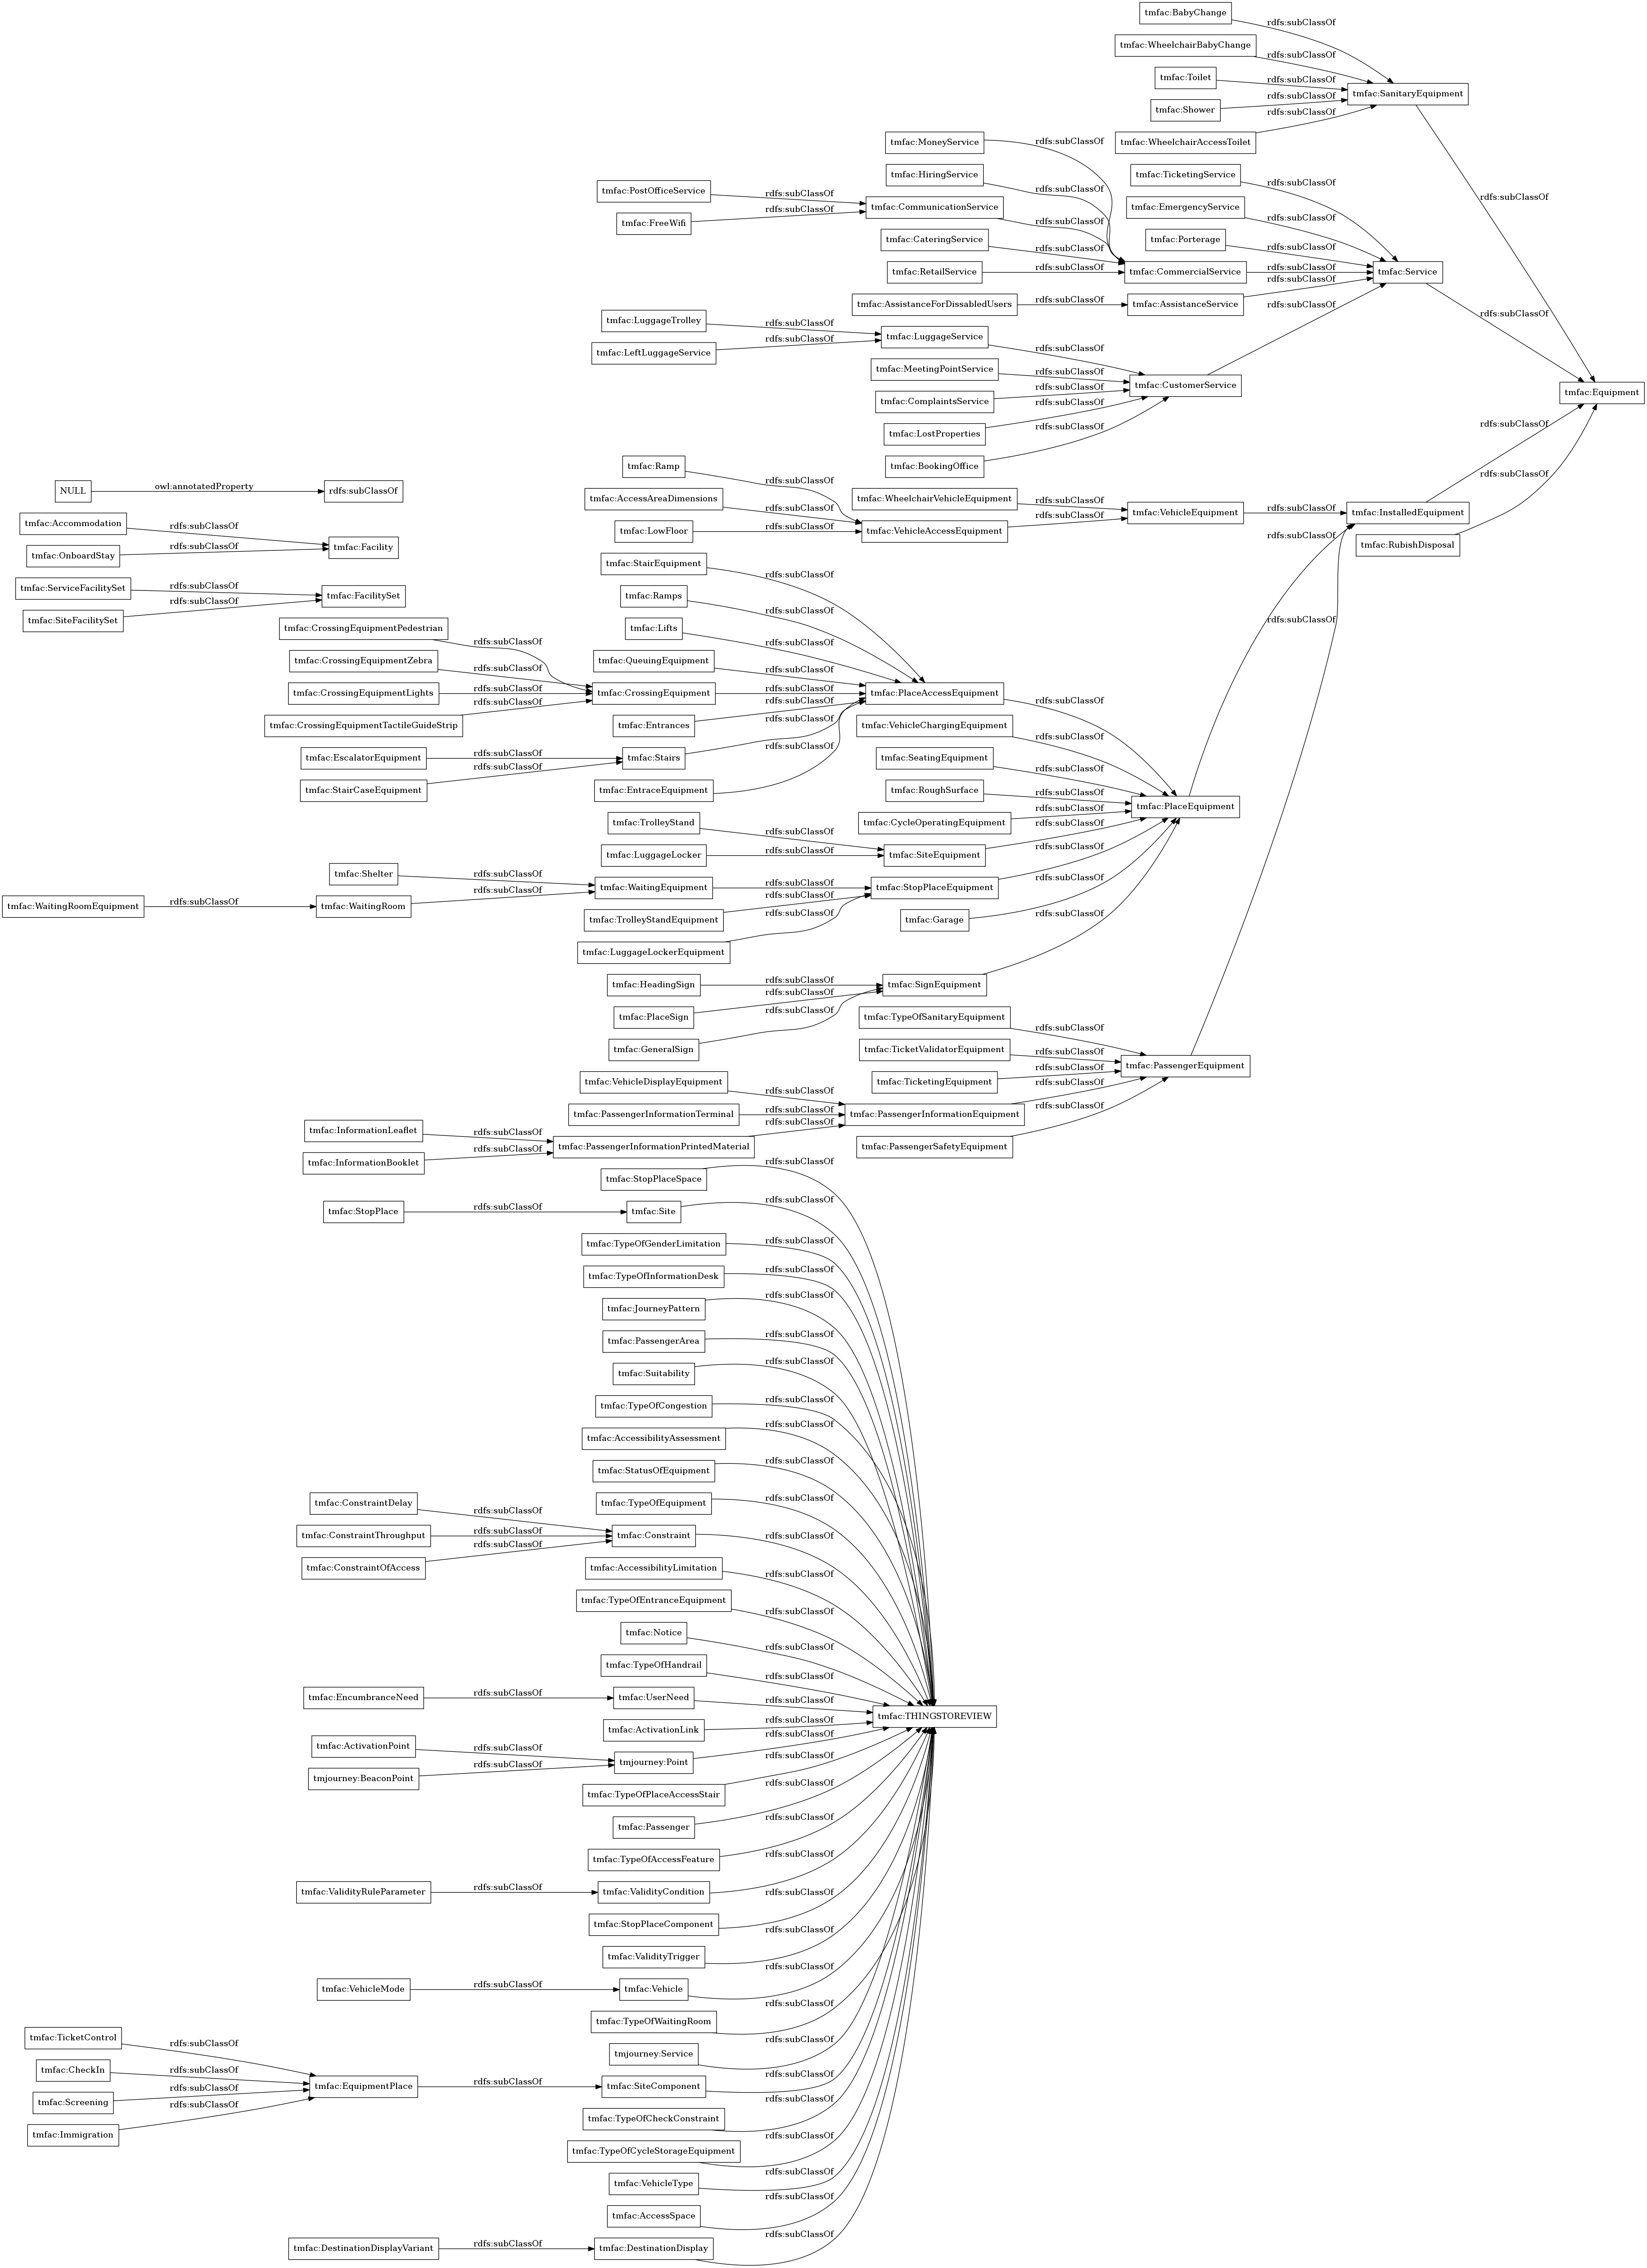 tmfac:BabyChange
rdfs:subClassOf
tmfac:WheelchairBabyChange
rdfs:subClassOf
tmfac:Toilet
rdfs:subClassOf
tmfac:SanitaryEquipment
tmfac:Shower
rdfs:subClassOf
tmfac:WheelchairAccessToilet
rdfs:subClassOf
tmfac:MoneyService
rdfs:subClassOf
tmfac:HiringService
rdfs:subClassOf
tmfac:TicketingService
rdfs:subClassOf
rdfs:subClassOf
tmfac:PostOfficeService
rdfs:subClassOf
tmfac:FreeWifi
rdfs:subClassOf
tmfac:CommunicationService
rdfs:subClassOf
tmfac:EmergencyService
rdfs:subClassOf
tmfac:CateringService
rdfs:subClassOf
tmfac:Porterage
rdfs:subClassOf
tmfac:RetailService
rdfs:subClassOf
tmfac:CommercialService
rdfs:subClassOf
tmfac:Service
tmfac:AssistanceForDissabledUsers
rdfs:subClassOf
tmfac:AssistanceService
rdfs:subClassOf
rdfs:subClassOf
rdfs:subClassOf
tmfac:LuggageTrolley
rdfs:subClassOf
tmfac:LeftLuggageService
rdfs:subClassOf
tmfac:LuggageService
rdfs:subClassOf
tmfac:MeetingPointService
rdfs:subClassOf
tmfac:CustomerService
tmfac:Equipment
tmfac:ComplaintsService
rdfs:subClassOf
tmfac:LostProperties
rdfs:subClassOf
tmfac:BookingOffice
rdfs:subClassOf
rdfs:subClassOf
rdfs:subClassOf
NULL
owl:annotatedProperty
rdfs:subClassOf
tmfac:Ramp
rdfs:subClassOf
tmfac:AccessAreaDimensions
rdfs:subClassOf
tmfac:WheelchairVehicleEquipment
rdfs:subClassOf
tmfac:VehicleEquipment
rdfs:subClassOf
tmfac:InstalledEquipment
tmfac:LowFloor
rdfs:subClassOf
tmfac:VehicleAccessEquipment
rdfs:subClassOf
rdfs:subClassOf
tmfac:RubishDisposal
tmfac:Accommodation
rdfs:subClassOf
tmfac:OnboardStay
rdfs:subClassOf
tmfac:Facility
tmfac:ServiceFacilitySet
rdfs:subClassOf
tmfac:FacilitySet
tmfac:SiteFacilitySet
rdfs:subClassOf
tmfac:StairEquipment
rdfs:subClassOf
tmfac:Ramps
rdfs:subClassOf
tmfac:Lifts
rdfs:subClassOf
rdfs:subClassOf
tmfac:CrossingEquipmentPedestrian
rdfs:subClassOf
tmfac:CrossingEquipmentZebra
rdfs:subClassOf
tmfac:QueuingEquipment
rdfs:subClassOf
tmfac:CrossingEquipmentLights
rdfs:subClassOf
tmfac:CrossingEquipment
rdfs:subClassOf
tmfac:PlaceAccessEquipment
rdfs:subClassOf
tmfac:CrossingEquipmentTactileGuideStrip
rdfs:subClassOf
tmfac:Entrances
rdfs:subClassOf
tmfac:VehicleChargingEquipment
rdfs:subClassOf
tmfac:EscalatorEquipment
rdfs:subClassOf
tmfac:Stairs
rdfs:subClassOf
tmfac:SeatingEquipment
rdfs:subClassOf
tmfac:StairCaseEquipment
rdfs:subClassOf
tmfac:EntraceEquipment
rdfs:subClassOf
tmfac:RoughSurface
rdfs:subClassOf
tmfac:PlaceEquipment
tmfac:CycleOperatingEquipment
rdfs:subClassOf
tmfac:TrolleyStand
rdfs:subClassOf
tmfac:LuggageLocker
rdfs:subClassOf
tmfac:SiteEquipment
tmfac:Shelter
rdfs:subClassOf
tmfac:WaitingEquipment
rdfs:subClassOf
tmfac:StopPlaceEquipment
rdfs:subClassOf
tmfac:WaitingRoomEquipment
rdfs:subClassOf
tmfac:WaitingRoom
rdfs:subClassOf
tmfac:TrolleyStandEquipment
rdfs:subClassOf
tmfac:Garage
rdfs:subClassOf
tmfac:LuggageLockerEquipment
rdfs:subClassOf
tmfac:HeadingSign
rdfs:subClassOf
tmfac:SignEquipment
tmfac:PlaceSign
rdfs:subClassOf
tmfac:GeneralSign
tmfac:TypeOfSanitaryEquipment
rdfs:subClassOf
tmfac:TicketValidatorEquipment
rdfs:subClassOf
tmfac:PassengerEquipment
tmfac:TicketingEquipment
rdfs:subClassOf
tmfac:VehicleDisplayEquipment
rdfs:subClassOf
tmfac:PassengerInformationTerminal
rdfs:subClassOf
tmfac:PassengerInformationEquipment
rdfs:subClassOf
tmfac:InformationLeaflet
rdfs:subClassOf
tmfac:PassengerInformationPrintedMaterial
rdfs:subClassOf
tmfac:PassengerSafetyEquipment
rdfs:subClassOf
tmfac:InformationBooklet
rdfs:subClassOf
tmfac:StopPlaceSpace
rdfs:subClassOf
tmfac:StopPlace
rdfs:subClassOf
tmfac:Site
rdfs:subClassOf
tmfac:TypeOfGenderLimitation
rdfs:subClassOf
tmfac:TypeOfInformationDesk
rdfs:subClassOf
tmfac:JourneyPattern
rdfs:subClassOf
tmfac:PassengerArea
rdfs:subClassOf
tmfac:Suitability
rdfs:subClassOf
tmfac:TypeOfCongestion
rdfs:subClassOf
tmfac:AccessibilityAssessment
rdfs:subClassOf
tmfac:StatusOfEquipment
rdfs:subClassOf
tmfac:TypeOfEquipment
rdfs:subClassOf
tmfac:ConstraintDelay
rdfs:subClassOf
tmfac:ConstraintThroughput
rdfs:subClassOf
tmfac:Constraint
rdfs:subClassOf
tmfac:ConstraintOfAccess
rdfs:subClassOf
tmfac:AccessibilityLimitation
rdfs:subClassOf
tmfac:TypeOfEntranceEquipment
rdfs:subClassOf
tmfac:Notice
rdfs:subClassOf
tmfac:TypeOfHandrail
rdfs:subClassOf
tmfac:EncumbranceNeed
rdfs:subClassOf
tmfac:UserNeed
rdfs:subClassOf
tmfac:THINGSTOREVIEW
tmfac:ActivationLink
rdfs:subClassOf
tmfac:ActivationPoint
rdfs:subClassOf
tmjourney:Point
rdfs:subClassOf
tmjourney:BeaconPoint
rdfs:subClassOf
tmfac:TypeOfPlaceAccessStair
rdfs:subClassOf
tmfac:Passenger
rdfs:subClassOf
tmfac:TypeOfAccessFeature
rdfs:subClassOf
tmfac:ValidityRuleParameter
rdfs:subClassOf
tmfac:ValidityCondition
rdfs:subClassOf
tmfac:StopPlaceComponent
rdfs:subClassOf
tmfac:ValidityTrigger
rdfs:subClassOf
tmfac:VehicleMode
rdfs:subClassOf
tmfac:Vehicle
rdfs:subClassOf
tmfac:TypeOfWaitingRoom
rdfs:subClassOf
tmjourney:Service
rdfs:subClassOf
tmfac:TicketControl
rdfs:subClassOf
tmfac:CheckIn
rdfs:subClassOf
tmfac:EquipmentPlace
rdfs:subClassOf
tmfac:SiteComponent
rdfs:subClassOf
tmfac:Screening
rdfs:subClassOf
tmfac:Immigration
rdfs:subClassOf
tmfac:TypeOfCheckConstraint
rdfs:subClassOf
tmfac:TypeOfCycleStorageEquipment
rdfs:subClassOf
tmfac:VehicleType
rdfs:subClassOf
tmfac:AccessSpace
rdfs:subClassOf
tmfac:DestinationDisplayVariant
rdfs:subClassOf
tmfac:DestinationDisplay